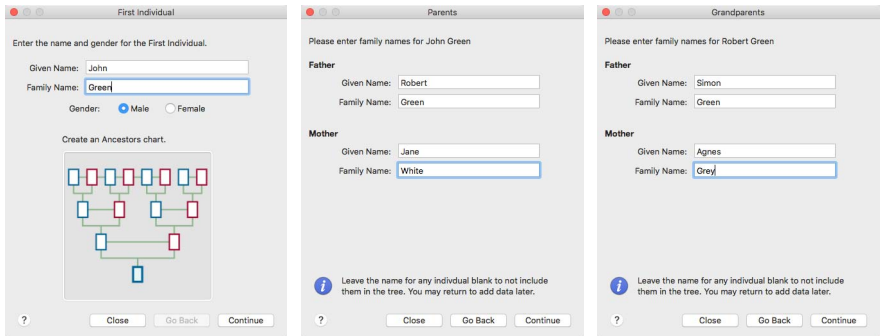 First Individual
Enter the name and gender for the First Individual.
Given Name: John
Family Name: Green
Gender: Male Female
Create an Ancestors chart.
? Close Go Back Continue
Parents
Please enter family names for John Green
Father
Given Name: Robert
Family Name: Green
Mother
Given Name: Jane
Family Name: White
i Leave the name for any indivdual blank to not include
them in the tree. You may return to add data later.
? Close Go Back Continue
Grandparents
Please enter family names for Robert Green
Father
Given Name: Simon
Family Name: Green
Mother
Given Name: Agnes
Family Name: Grey
i Leave the name for any indivdual blank to not include
them in the tree. You may return to add data later.
? Close Go Back Continue